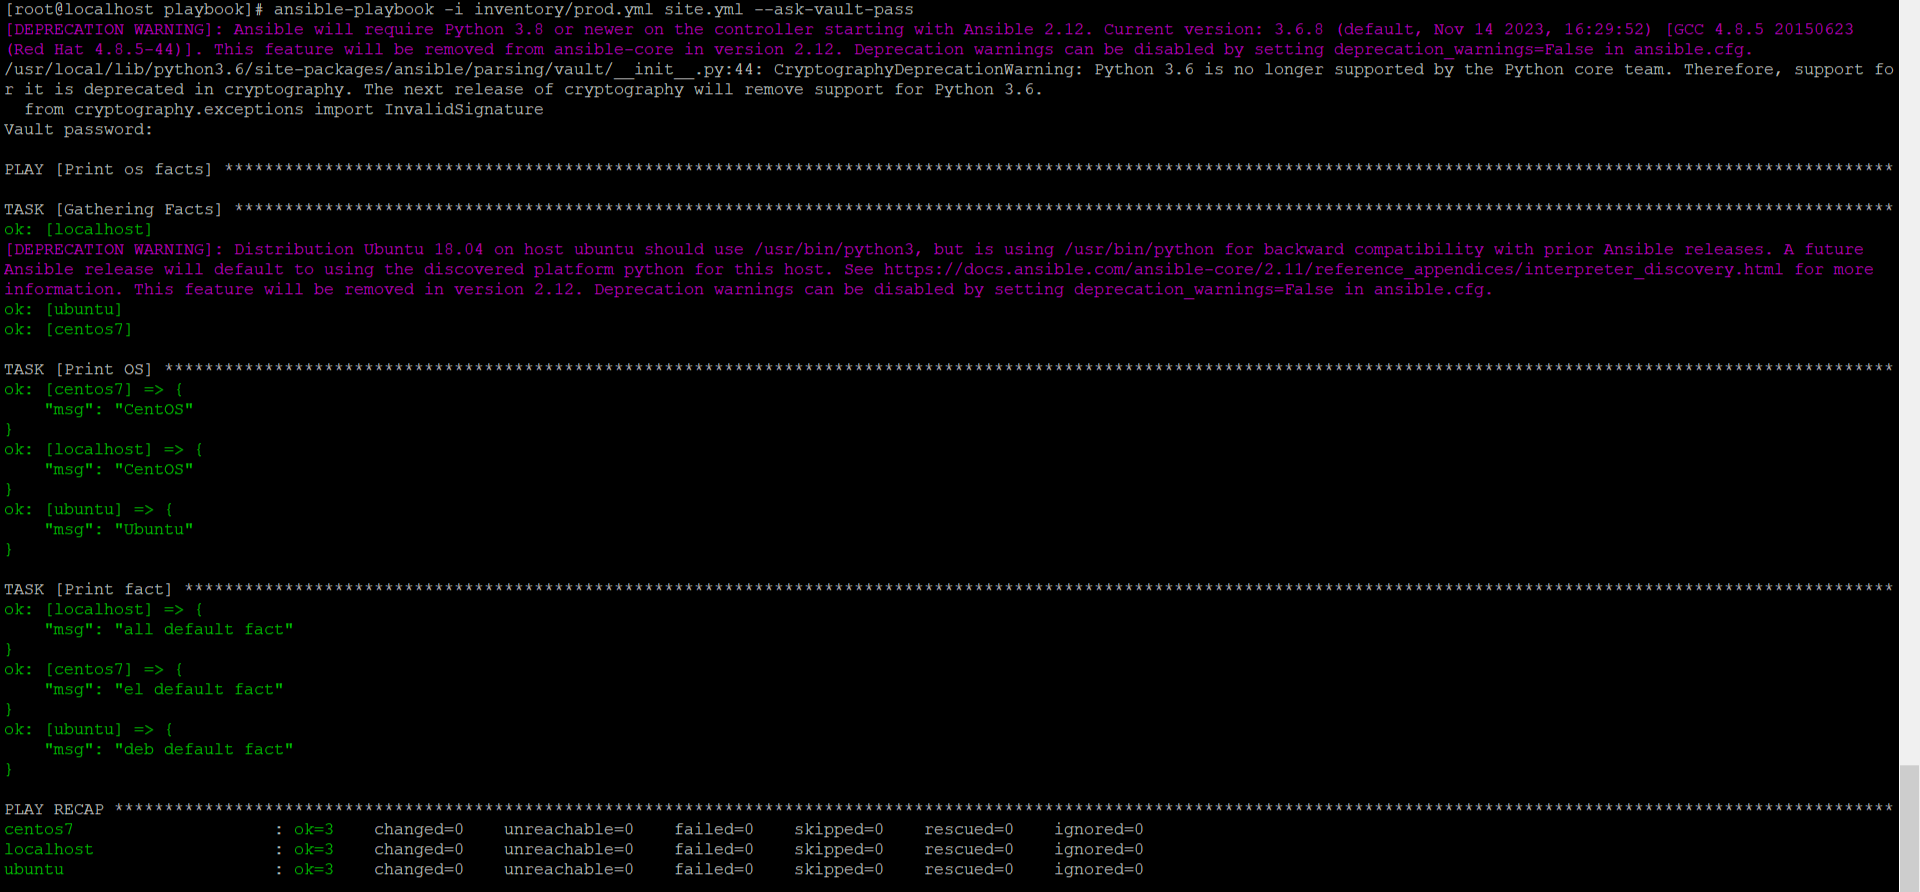 [root@localhost playbook]# ansible-playbook -i inventory/prod.yml site.yml --ask-vault-pass
[DEPRECATION WARNING]: Ansible will require Python 3.8 or newer on the controller starting with Ansible 2.12. Current version: 3.6.8 (default, Nov 14 2023, 16:29:52) [GCC 4.8.5 20150623
(Red Hat 4.8.5-44)]. This feature will be removed from ansible-core in version 2.12. Deprecation warnings can be disabled by setting deprecation_warnings=False in ansible.cfg.
/usr/local/lib/python3.6/site-packages/ansible/parsing/vault/__init__.py:44: CryptographyDeprecationWarning: Python 3.6 is no longer supported by the Python core team. Therefore, support fo
r it is deprecated in cryptography. The next release of cryptography will remove support for Python 3.6.
  from cryptography.exceptions import InvalidSignature
Vault password:
PLAY [Print os facts] ***********************************************************************************************************************************************************************
TASK [Gathering Facts] **********************************************************************************************************************************************************************
ok: [localhost]
[DEPRECATION WARNING]: Distribution Ubuntu 18.04 on host ubuntu should use /usr/bin/python3, but is using /usr/bin/python for backward compatibility with prior Ansible releases. A future
Ansible release will default to using the discovered platform python for this host. See https://docs.ansible.com/ansible-core/2.11/reference_appendices/interpreter_discovery.html for more
information. This feature will be removed in version 2.12. Deprecation warnings can be disabled by setting deprecation_warnings=False in ansible.cfg.
ok: [ubuntu]
ok: [centos7]
TASK [Print OS] *****************************************************************************************************************************************************************************
ok: [centos7] => {
    "msg": "CentOS"
}
ok: [localhost] => {
    "msg": "CentOS"
}
ok: [ubuntu] => {
    "msg": "Ubuntu"
}
TASK [Print fact] ***************************************************************************************************************************************************************************
ok: [localhost] => {
    "msg": "all default fact"
}
ok: [centos7] => {
    "msg": "el default fact"
}
ok: [ubuntu] => {
    "msg": "deb default fact"
}
PLAY RECAP **********************************************************************************************************************************************************************************
centos7                    : ok=3    changed=0    unreachable=0    failed=0    skipped=0    rescued=0    ignored=0
localhost                  : ok=3    changed=0    unreachable=0    failed=0    skipped=0    rescued=0    ignored=0
ubuntu                     : ok=3    changed=0    unreachable=0    failed=0    skipped=0    rescued=0    ignored=0